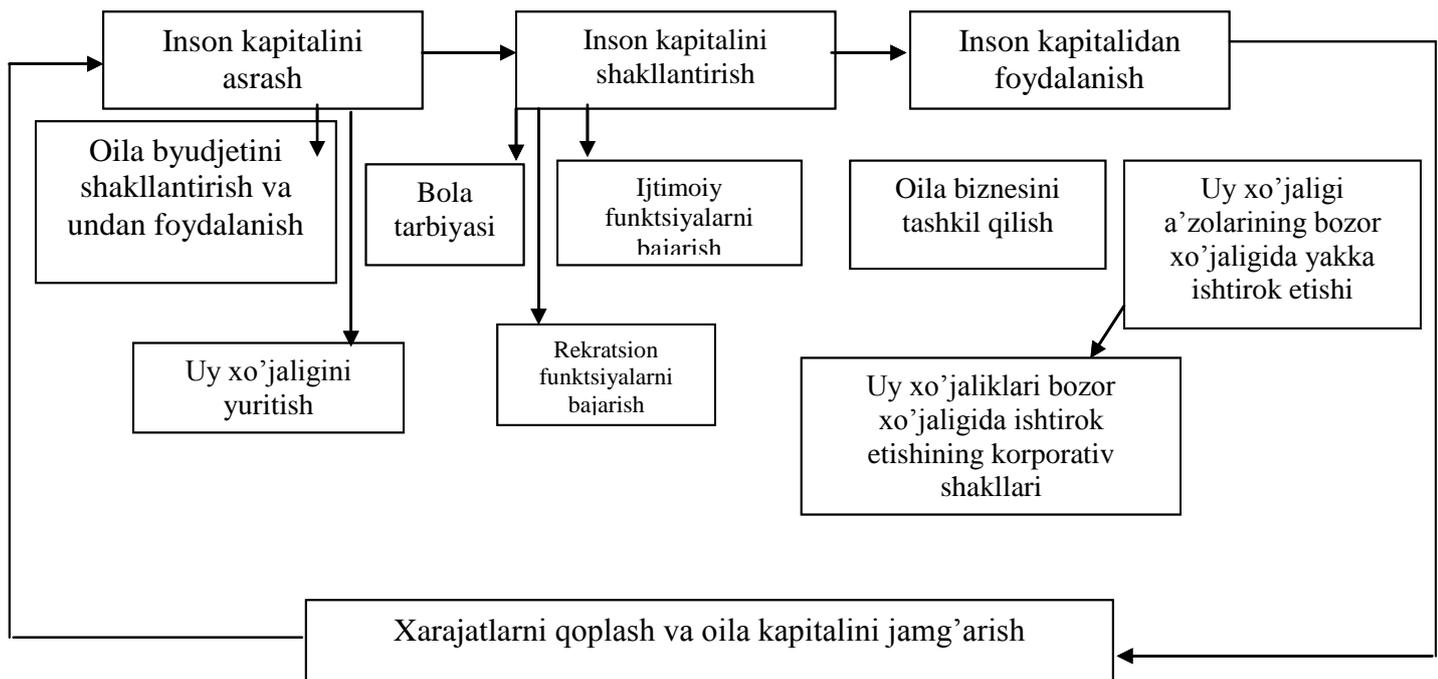 Inson kapitalini
asrash
Inson kapitalini
shakllantirish
Inson kapitalidan
foydalanish
Oila byudjetini
shakllantirish va
undan foydalanish
Bola
tarbiyasi
Ijtimoiy
funktsiyalarni
bajarish
Oila biznesini
tashkil qilish
Uy xo’jaligi
a’zolarining bozor
xo’jaligida yakka
ishtirok etishi
Uy xo’jaligini
yuritish
Rekratsion
funktsiyalarni
bajarish
Uy xo’jaliklari bozor
xo’jaligida ishtirok
etishining korporativ
shakllari
Xarajatlarni qoplash va oila kapitalini jamg’arish